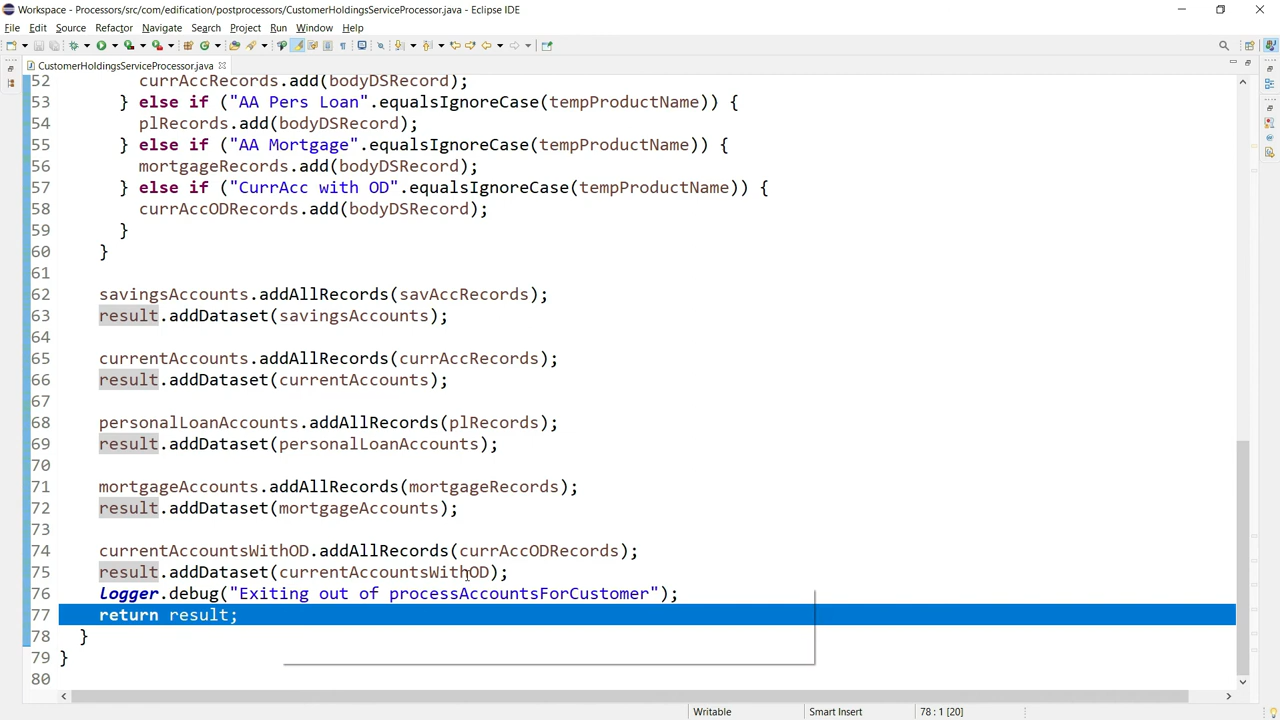 Workspace - Processors/src/com/edification/postprocessors/CustomerHoldingsServiceProcessor.java - Eclipse IDE
File Edit Source Refactor Navigate Search Project Run Window Help
CustomerHoldingsServiceProcessor.java
52 currAccRecords.add(bodyDSRecord);
53 } else if ("AA Pers Loan".equalsIgnoreCase(tempProductName)) {
54 plRecords.add(bodyDSRecord);
55 } else if ("AA Mortgage".equalsIgnoreCase(tempProductName)) {
56 mortgageRecords.add(bodyDSRecord);
57 } else if ("CurrAcc with OD".equalsIgnoreCase(tempProductName)) {
58 currAccODRecords.add(bodyDSRecord);
59 }
60 }
61
62 savingsAccounts.addAllRecords(savAccRecords);
63 result.addDataset(savingsAccounts);
64
65 currentAccounts.addAllRecords(currAccRecords);
66 result.addDataset(currentAccounts);
67
68 personalLoanAccounts.addAllRecords(plRecords);
69 result.addDataset(personalLoanAccounts);
70
71 mortgageAccounts.addAllRecords(mortgageRecords);
72 result.addDataset(mortgageAccounts);
73
74 currentAccountsWithOD.addAllRecords(currAccODRecords);
75 result.addDataset(currentAccountsWithOD);
76 logger.debug("Exiting out of processAccountsForCustomer");
77 return result;
78 }
79 }
80
Writable Smart Insert 78 : 1 [20]